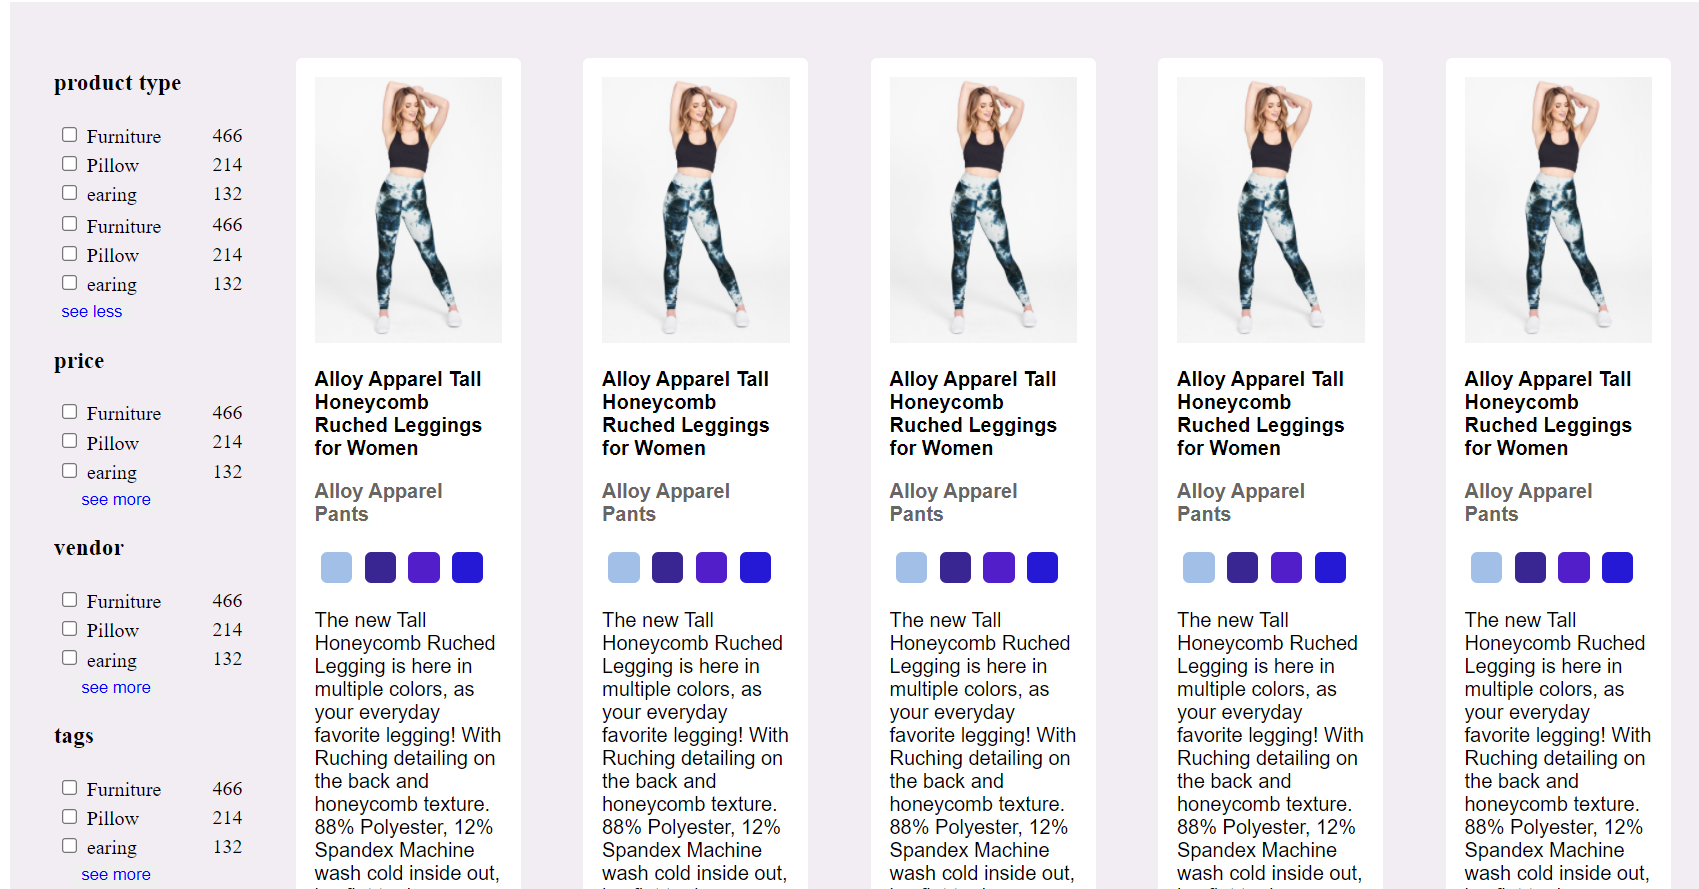 product type
Furniture 466
Pillow 214
earing 132
Furniture 466
Pillow 214
earing 132
see less
price
Furniture 466
Pillow 214
earing 132
see more
vendor
Furniture 466
Pillow 214
earing 132
see more
tags
Furniture 466
Pillow 214
earing 132
see more
Alloy Apparel Tall
Honeycomb
Ruched Leggings
for Women
Alloy Apparel
Pants
The new Tall
Honeycomb Ruched
Legging is here in
multiple colors, as
your everyday
favorite legging! With
Ruching detailing on
the back and
honeycomb texture.
88% Polyester, 12%
Spandex Machine
wash cold inside out,
Alloy Apparel Tall
Honeycomb
Ruched Leggings
for Women
Alloy Apparel
Pants
The new Tall
Honeycomb Ruched
Legging is here in
multiple colors, as
your everyday
favorite legging! With
Ruching detailing on
the back and
honeycomb texture.
88% Polyester, 12%
Spandex Machine
wash cold inside out,
Alloy Apparel Tall
Honeycomb
Ruched Leggings
for Women
Alloy Apparel
Pants
The new Tall
Honeycomb Ruched
Legging is here in
multiple colors, as
your everyday
favorite legging! With
Ruching detailing on
the back and
honeycomb texture.
88% Polyester, 12%
Spandex Machine
wash cold inside out,
Alloy Apparel Tall
Honeycomb
Ruched Leggings
for Women
Alloy Apparel
Pants
The new Tall
Honeycomb Ruched
Legging is here in
multiple colors, as
your everyday
favorite legging! With
Ruching detailing on
the back and
honeycomb texture.
88% Polyester, 12%
Spandex Machine
wash cold inside out,
Alloy Apparel Tall
Honeycomb
Ruched Leggings
for Women
Alloy Apparel
Pants
The new Tall
Honeycomb Ruched
Legging is here in
multiple colors, as
your everyday
favorite legging! With
Ruching detailing on
the back and
honeycomb texture.
88% Polyester, 12%
Spandex Machine
wash cold inside out,